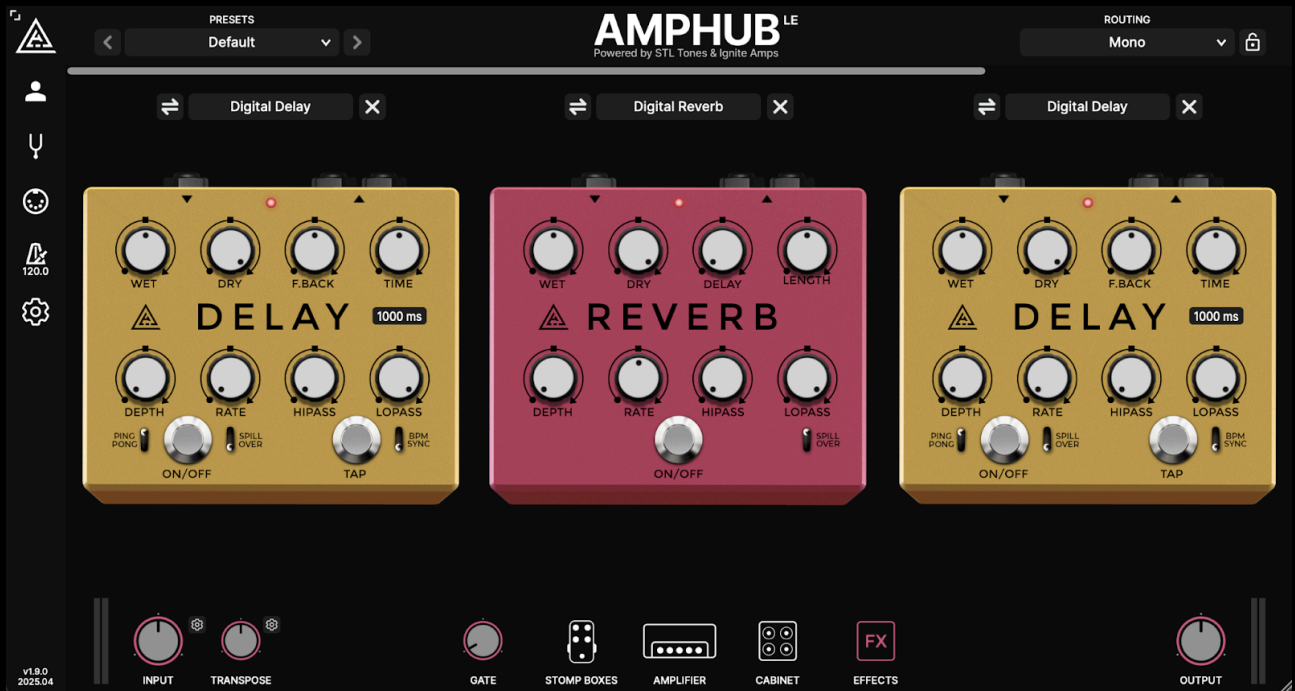 PRESETS
Default
AMPHUB LE
Powered by STL Tones & Ignite Amps
ROUTING
Mono
Digital Delay
Digital Reverb
Digital Delay
120.0
WET DRY F.BACK TIME
DELAY 1000 ms
DEPTH RATE HIPASS LOPASS
PING
PONG
SPILL
OVER
BPM
SYNC
ON/OFF TAP
WET DRY DELAY LENGTH
REVERB
DEPTH RATE HIPASS LOPASS
SPILL
OVER
ON/OFF
WET DRY F.BACK TIME
DELAY 1000 ms
DEPTH RATE HIPASS LOPASS
PING
PONG
SPILL
OVER
BPM
SYNC
ON/OFF TAP
FX
v1.9.0
2025.04
INPUT TRANSPOSE GATE STOMP BOXES AMPLIFIER CABINET EFFECTS OUTPUT